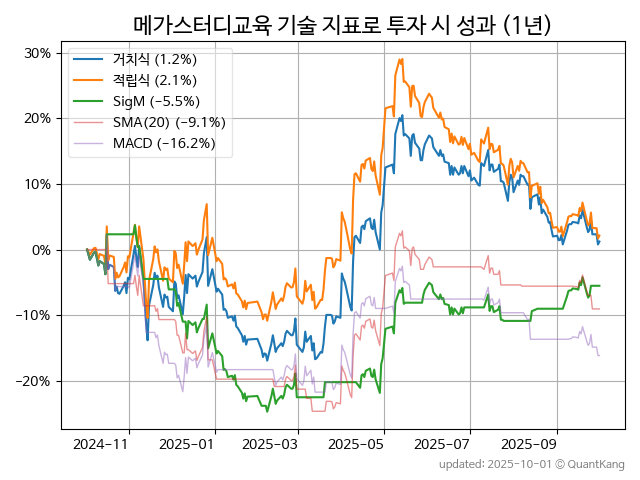 메가스터디교육 기술 지표로 투자 시 성과 (1년)
30%
20%
10%
0%
−10%
−20%
거치식 (1.2%)
적립식 (2.1%)
SigM (−5.5%)
SMA(20) (−9.1%)
MACD (−16.2%)
2024-11 2025-01 2025-03 2025-05 2025-07 2025-09
updated: 2025-10-01 © QuantKang